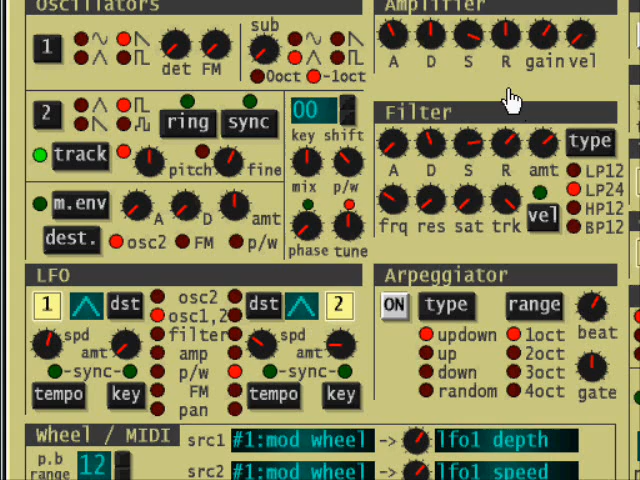 Oscillators
1
det FM
sub
0oct -1oct
2
ring sync
track
pitch fine
m.env
A D amt
dest.
osc2 FM p/w
00
key shift
mix p/w
phase tune
Amplifier
A D S R gain vel
Filter
A D S R amt
type
LP12
LP24
HP12
BP12
frq res sat trk
vel
LFO
1 dst
spd
amt
-sync-
tempo key
osc2
osc1,2
filter
amp
p/w
FM
pan
dst 2
spd
amt
-sync-
tempo key
Arpeggiator
ON type range
updown
up
down
random
1oct
2oct
3oct
4oct
beat
gate
Wheel / MIDI
p.b
range
12
src1 #1:mod wheel -> lfo1 depth
src2 #1:mod wheel -> lfo1 speed